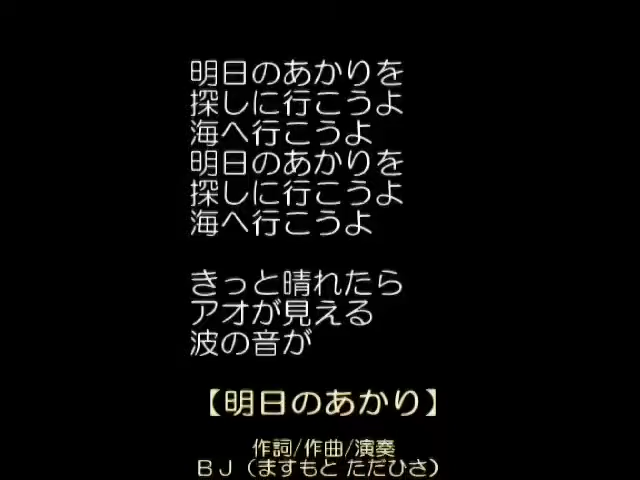 明日のあかりを
探しに行こうよ
海へ行こうよ
明日のあかりを
探しに行こうよ
海へ行こうよ
きっと晴れたら
アオが見える
波の音が
【明日のあかり】
作詞/作曲/演奏
ＢＪ（ますもと ただひさ）